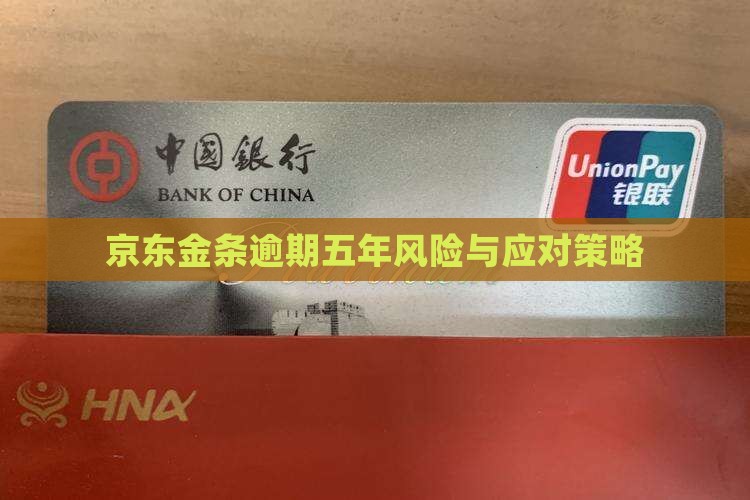 中国銀行
BANK OF CHINA
UnionPay
银联
京东金条逾期五年风险与应对策略
HNA